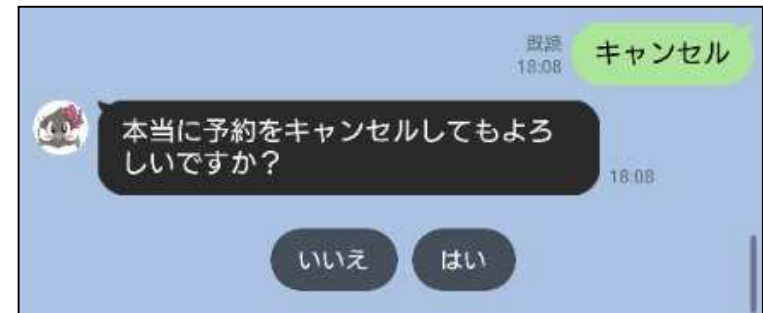 既読
18:08
キャンセル
本当に予約をキャンセルしてもよろ
しいですか？
18:08
いいえ
はい